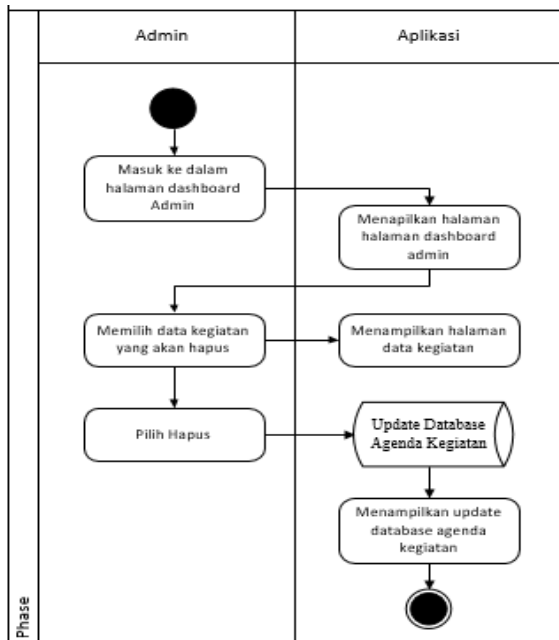 Admin
Aplikasi
Masuk ke dalam
halaman dashboard
Admin
Menapilkan halaman
halaman dashboard
admin
Memilih data kegiatan
yang akan hapus
Menampilkan halaman
data kegiatan
Pilih Hapus
Update Database
Agenda Kegiatan
Menampilkan update
database agenda
kegiatan
Phase